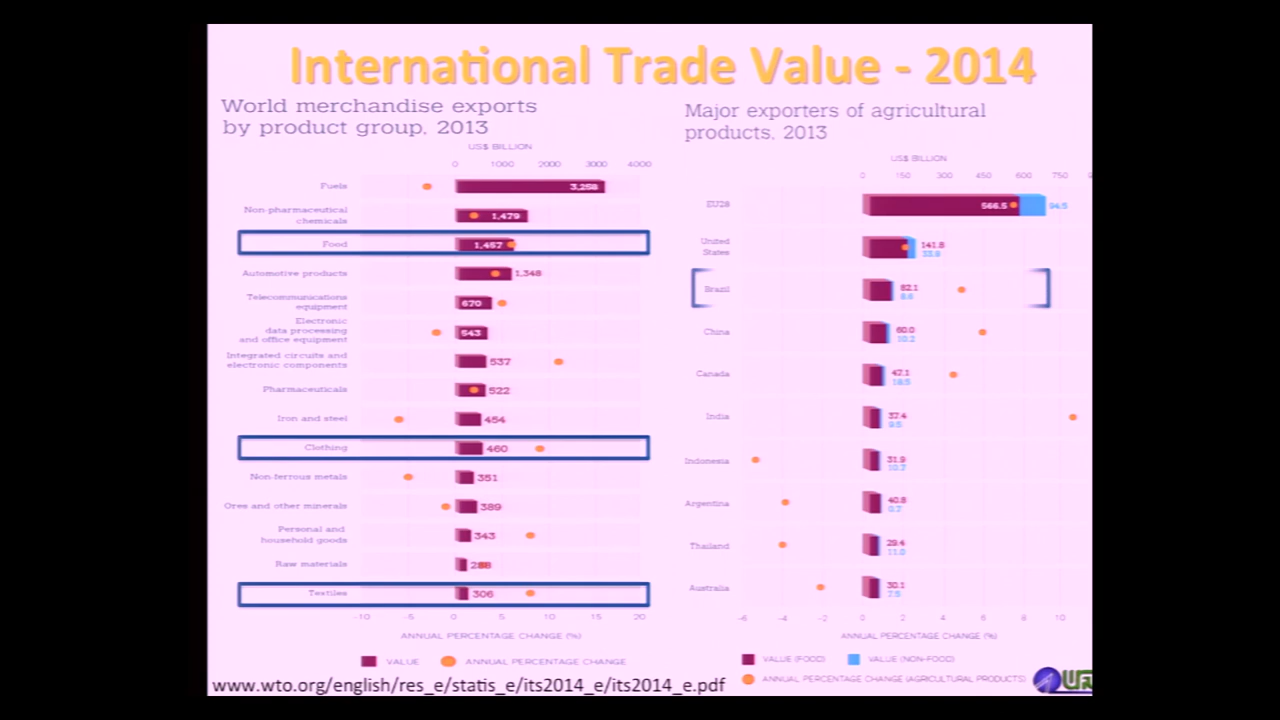 International Trade Value - 2014
World merchandise exports
by product group, 2013
US$ BILLION
0 1000 2000 3000 4000
Fuels 3,258
Non-pharmaceutical
chemicals 1,479
Food 1,457
Automotive products 1,348
Telecommunications
equipment 670
Electronic
data processing
and office equipment 543
Integrated circuits and
electronic components 537
Pharmaceuticals 522
Iron and steel 454
Clothing 460
Non-ferrous metals 351
Ores and other minerals 389
Personal and
household goods 343
Raw materials 288
Textiles 306
-10 -5 0 5 10 15 20
ANNUAL PERCENTAGE CHANGE (%)
VALUE ANNUAL PERCENTAGE CHANGE
www.wto.org/english/res_e/statis_e/its2014_e/its2014_e.pdf
Major exporters of agricultural
products, 2013
US$ BILLION
0 150 300 450 600 750
EU28 566.5 94.5
United
States
141.8
33.9
Brazil
82.1
8.6
China
60.0
10.2
Canada
47.1
18.5
India
37.4
9.5
Indonesia
31.9
10.7
Argentina
40.8
0.7
Thailand
29.4
11.0
Australia
30.1
7.5
-6 -4 -2 0 2 4 6 8 10
ANNUAL PERCENTAGE CHANGE (%)
VALUE (FOOD) VALUE (NON-FOOD)
ANNUAL PERCENTAGE CHANGE (AGRICULTURAL PRODUCTS)